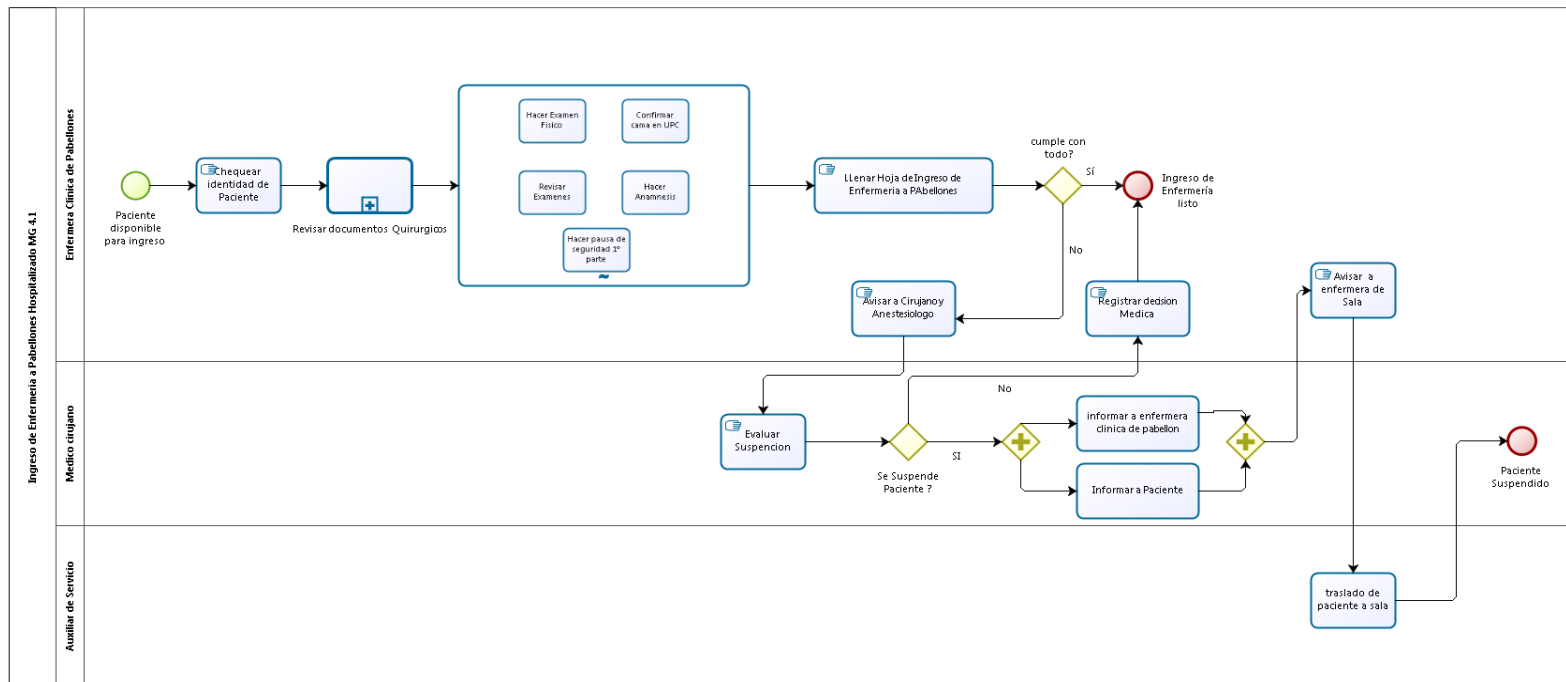 Ingreso de Enfermeria a Pabellones Hospitalizado MG 4.1
Enfermera Clinica de Pabellones
Paciente
disponible
para ingreso
Chequear
identidad de
Paciente
Revisar documentos Quirurgicos
Hacer Examen
Fisico
Confirmar
cama en UPC
Revisar
Examenes
Hacer
Anamnesis
Hacer pausa de
seguridad 1º
parte
LLenar Hoja de Ingreso de
Enfermeria a PAbellones
cumple con
todo?
Sí
No
Ingreso de
Enfermería
listo
Avisar a Cirujano y
Anestesiologo
Registrar decision
Medica
Avisar a
enfermera de
Sala
Medico cirujano
Evaluar
Suspencion
Se Suspende
Paciente ?
No
SI
informar a enfermera
clinica de pabellon
Informar a Paciente
Paciente
Suspendido
Auxiliar de Servicio
traslado de
paciente a sala